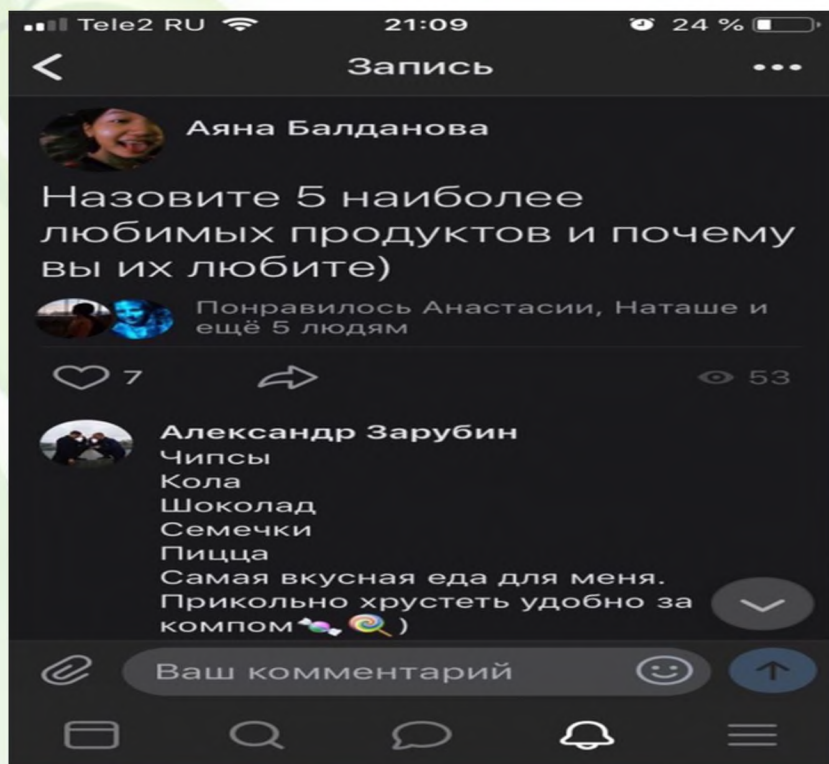 Tele2 RU 21:09 24 %
Запись
Аяна Балданова
Назовите 5 наиболее
любимых продуктов и почему
вы их любите)
Понравилось Анастасии, Наташе и
ещё 5 людям
7 53
Александр Зарубин
Чипсы
Кола
Шоколад
Семечки
Пицца
Самая вкусная еда для меня.
Прикольно хрустеть удобно за
компом🍬🍭)
Ваш комментарий